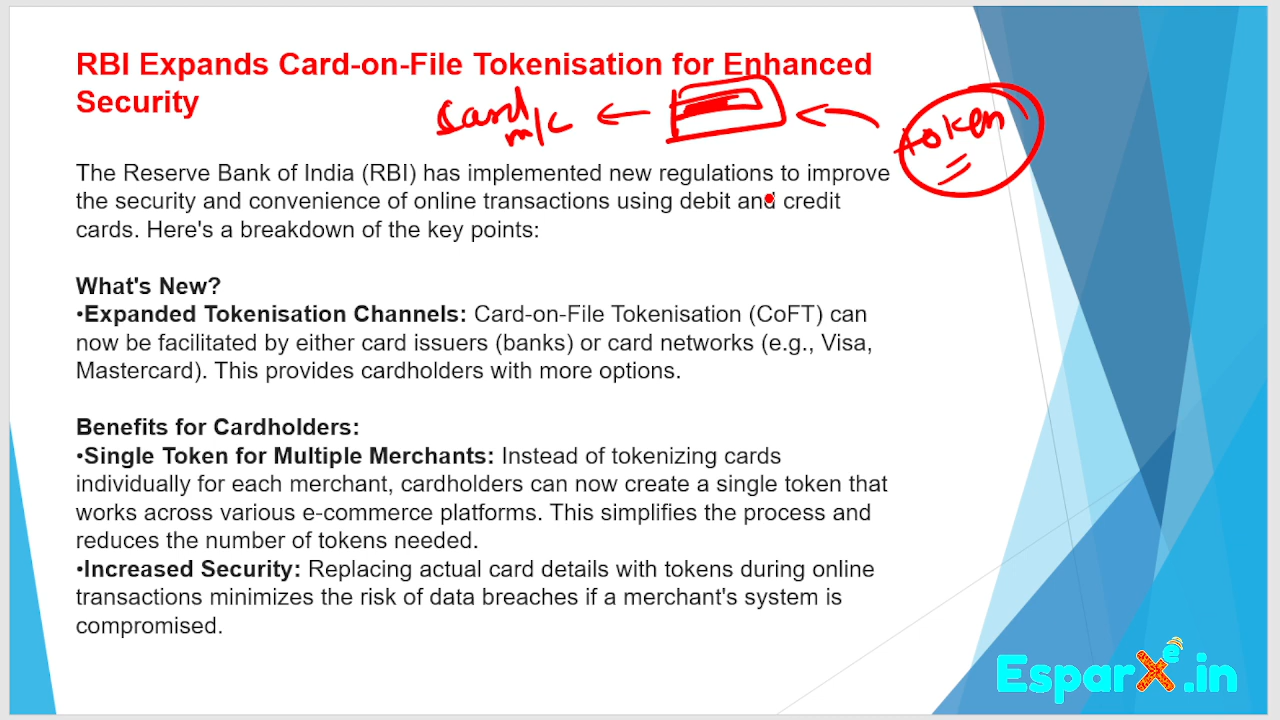 RBI Expands Card-on-File Tokenisation for Enhanced
Security
Card
m/c
token
The Reserve Bank of India (RBI) has implemented new regulations to improve
the security and convenience of online transactions using debit and credit
cards. Here's a breakdown of the key points:
What's New?
•Expanded Tokenisation Channels: Card-on-File Tokenisation (CoFT) can
now be facilitated by either card issuers (banks) or card networks (e.g., Visa,
Mastercard). This provides cardholders with more options.
Benefits for Cardholders:
•Single Token for Multiple Merchants: Instead of tokenizing cards
individually for each merchant, cardholders can now create a single token that
works across various e-commerce platforms. This simplifies the process and
reduces the number of tokens needed.
•Increased Security: Replacing actual card details with tokens during online
transactions minimizes the risk of data breaches if a merchant's system is
compromised.
EsparXe.in